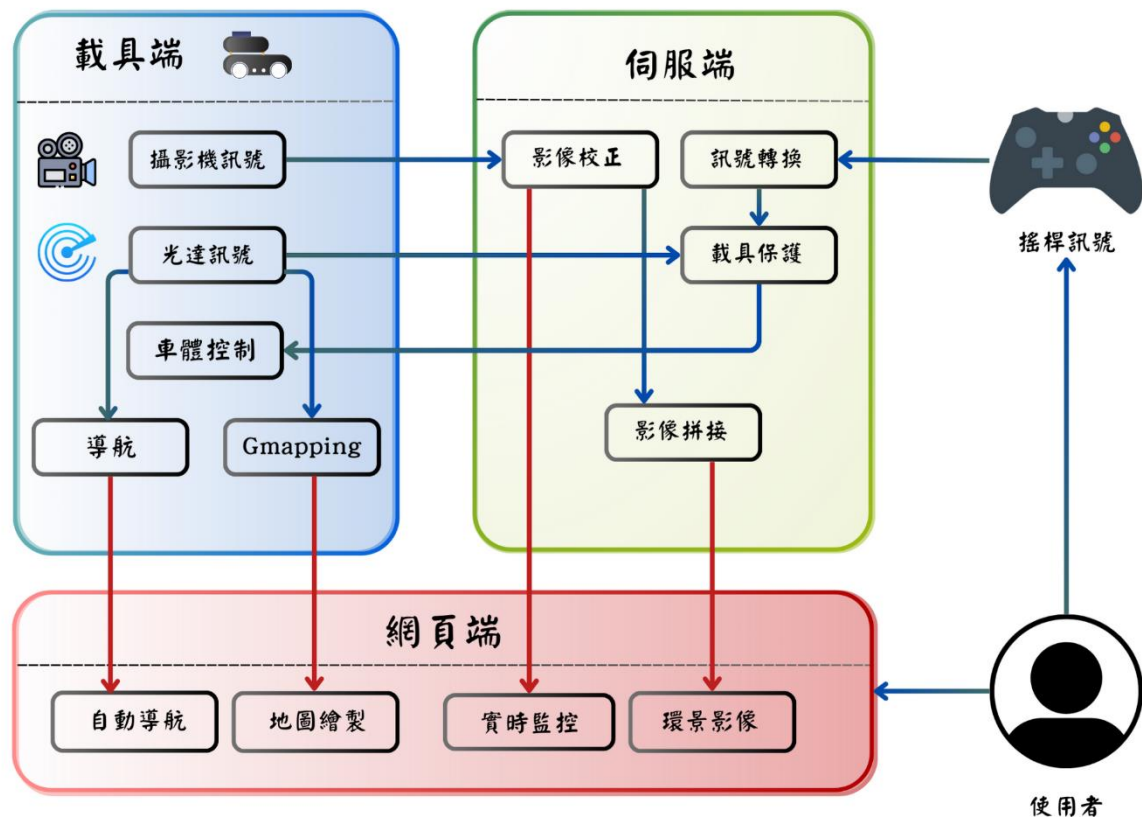 載具端
伺服端
攝影機訊號
影像校正
訊號轉換
搖桿訊號
光達訊號
載具保護
車體控制
導航
Gmapping
影像拼接
網頁端
自動導航
地圖繪製
實時監控
環景影像
使用者